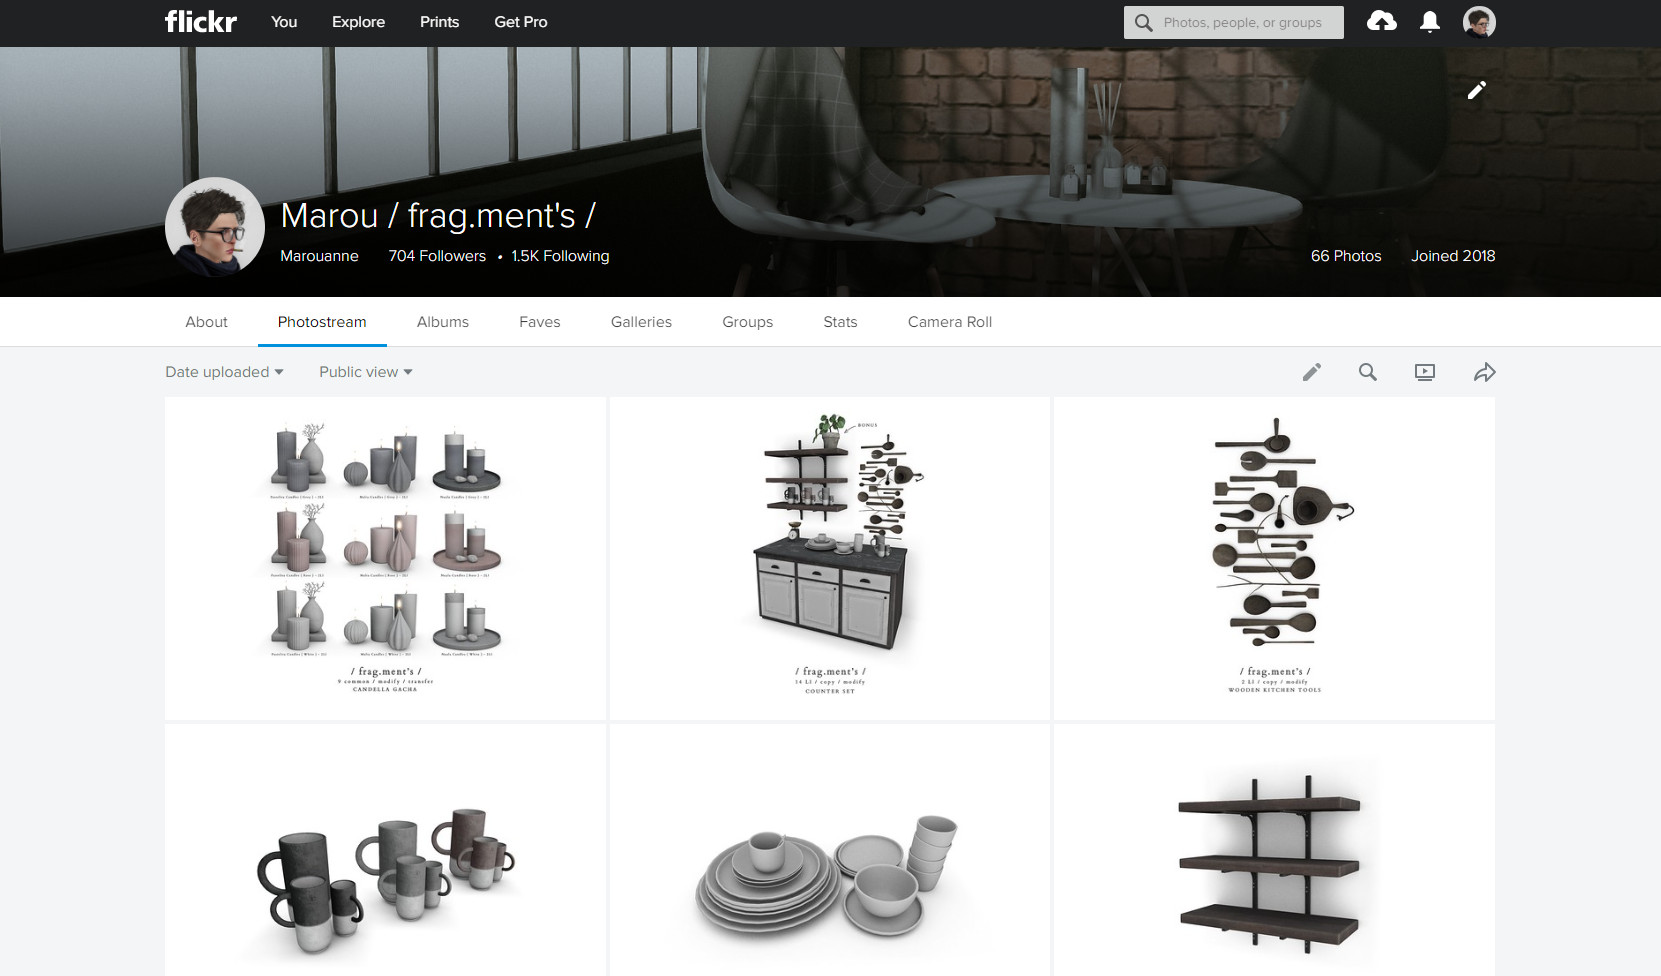 flickr
You Explore Prints Get Pro
Photos, people, or groups
Marou / frag.ment's /
Marouanne 704 Followers • 1.5K Following
66 Photos Joined 2018
About Photostream Albums Faves Galleries Groups Stats Camera Roll
Date uploaded Public view
/ frag.ment's /
9 common / modify / transfer
CANDELLA GACHA
BONUS
/ frag.ment's /
14 LI / copy / modify
COUNTER SET
/ frag.ment's /
2 LI / copy / modify
WOODEN KITCHEN TOOLS